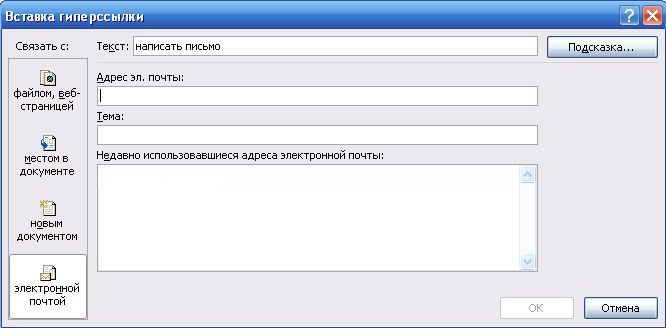 Вставка гиперссылки
Связать с:
Текст: написать письмо
Подсказка...
файлом, веб-
страницей
местом в
документе
новым
документом
электронной
почтой
Адрес эл. почты:
Тема:
Недавно использовавшиеся адреса электронной почты:
ОК
Отмена